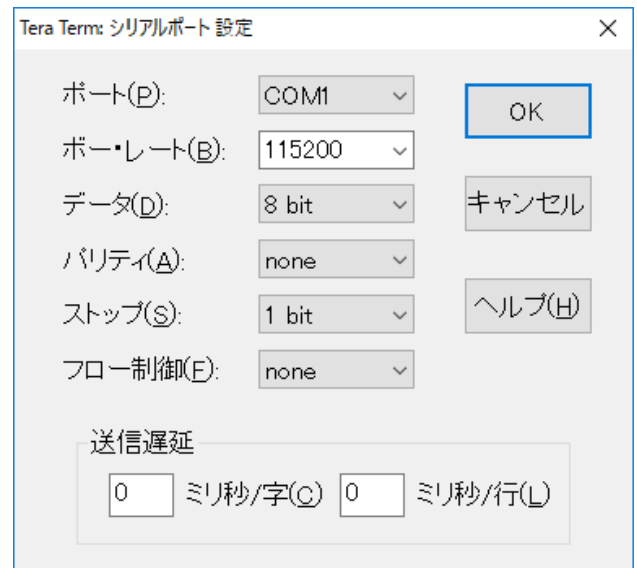 Tera Term: シリアルポート 設定
ポート(P): COM1
OK
ボー・レート(B): 115200
データ(D): 8 bit
キャンセル
パリティ(A): none
ストップ(S): 1 bit
ヘルプ(H)
フロー制御(F): none
送信遅延
0 ミリ秒/字(C) 0 ミリ秒/行(L)